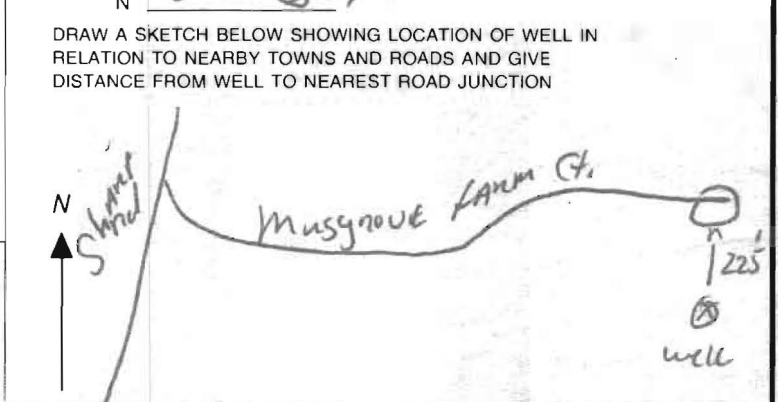 N
DRAW A SKETCH BELOW SHOWING LOCATION OF WELL IN
RELATION TO NEARBY TOWNS AND ROADS AND GIVE
DISTANCE FROM WELL TO NEAREST ROAD JUNCTION
Musgrove Farm Ct.
N
225'
well